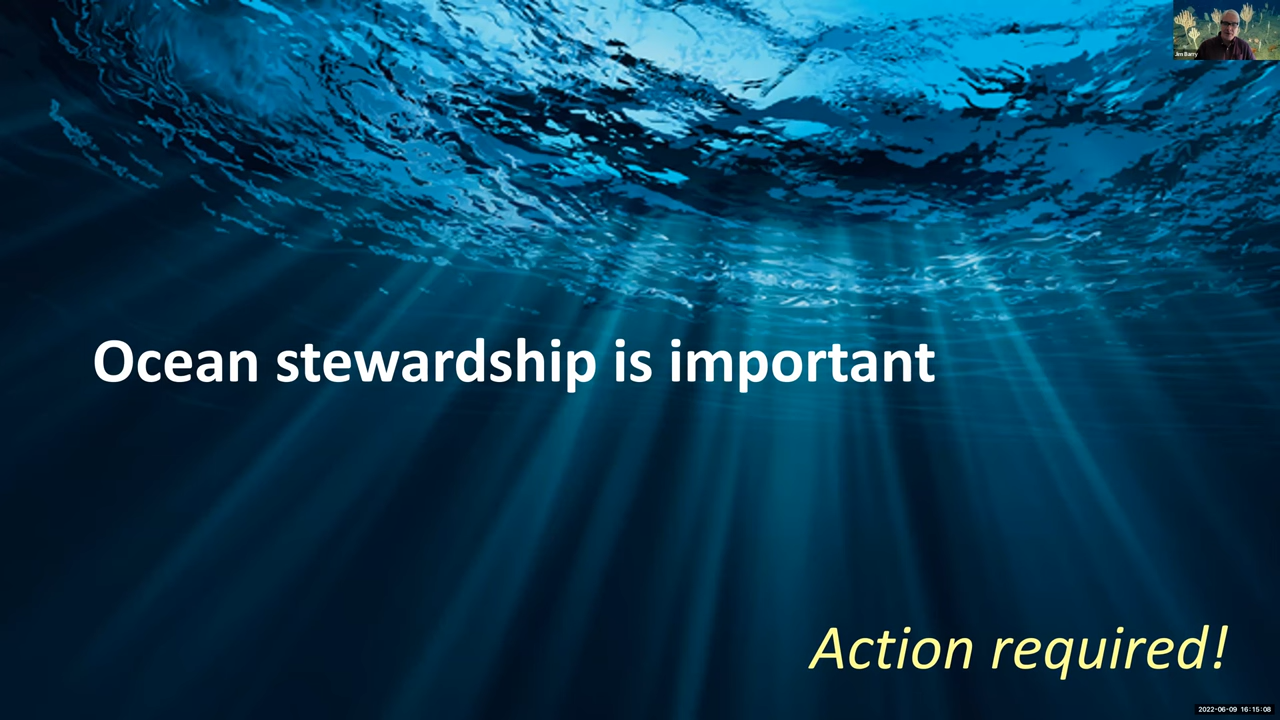 Jim Barry
Ocean stewardship is important
Action required!
2022-06-09 16:15:08